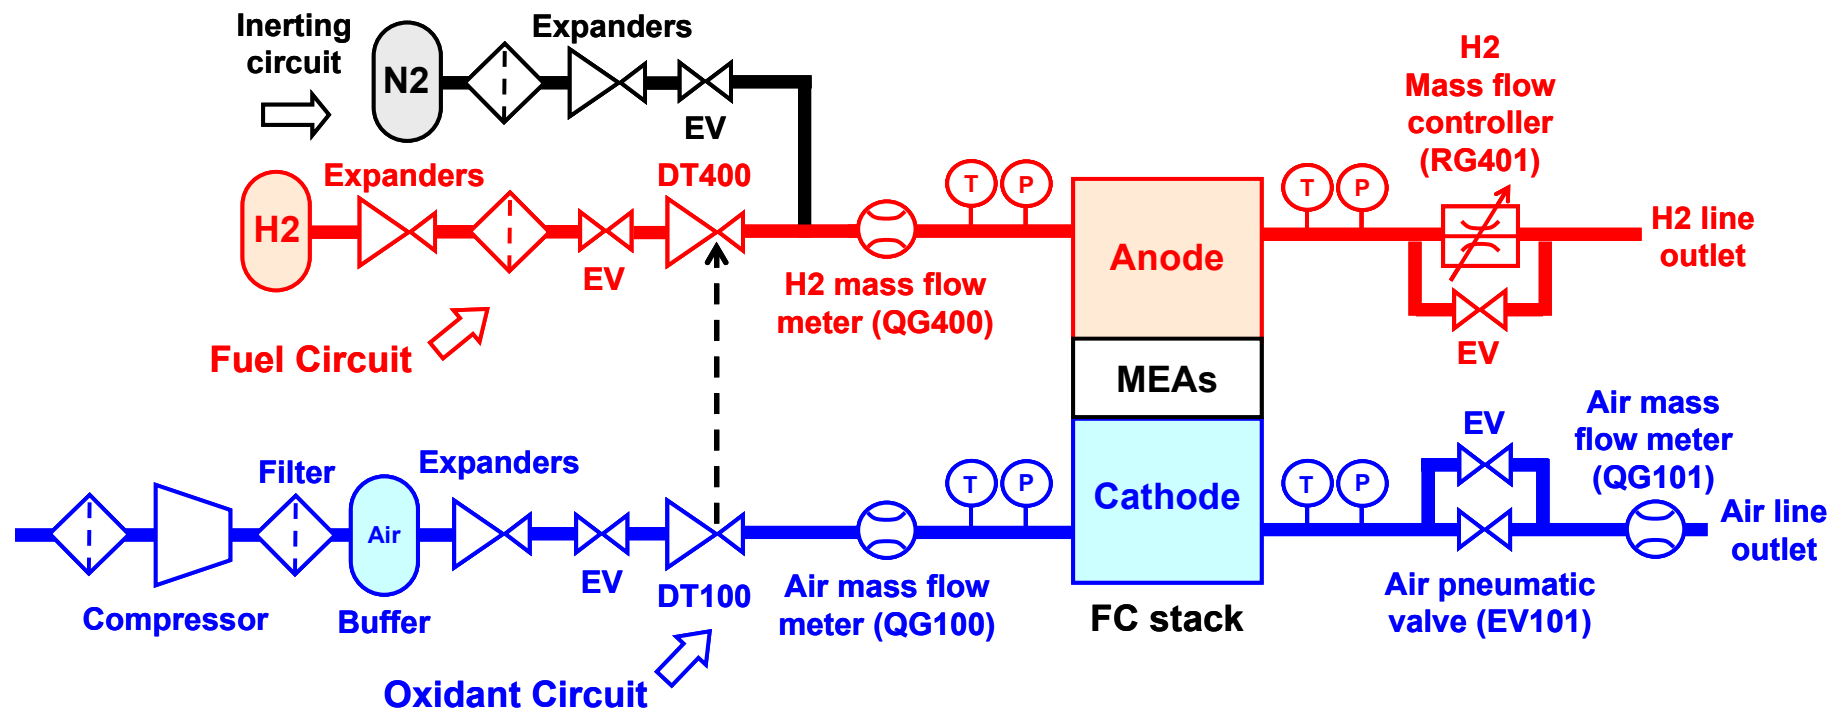 Inerting
circuit
N2
Expanders
EV
H2
Expanders
EV
DT400
T
P
H2 mass flow
meter (QG400)
Fuel Circuit
Anode
MEAs
Cathode
FC stack
T
P
H2
Mass flow
controller
(RG401)
H2 line
outlet
EV
Compressor
Filter
Air
Buffer
Expanders
EV
DT100
Oxidant Circuit
T
P
Air mass flow
meter (QG100)
T
P
EV
Air pneumatic
valve (EV101)
Air mass
flow meter
(QG101)
Air line
outlet